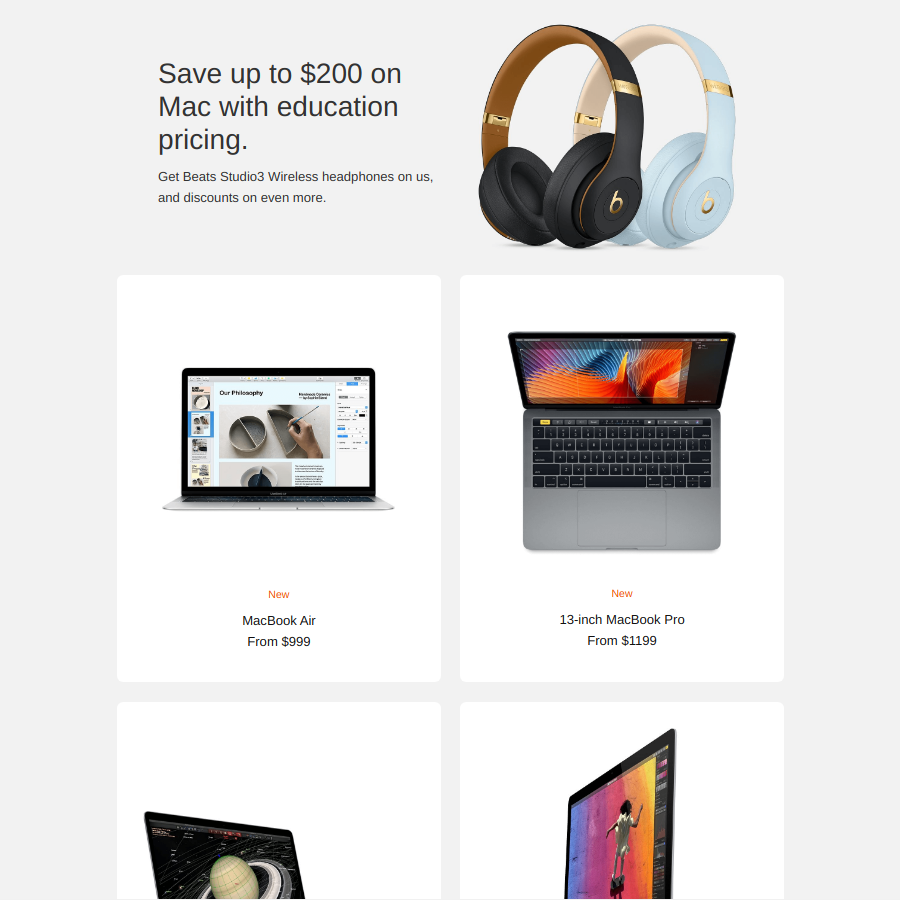 Save up to $200 on
Mac with education
pricing.
Get Beats Studio3 Wireless headphones on us,
and discounts on even more.
Our Philosophy
New
MacBook Air
From $999
New
13-inch MacBook Pro
From $1199